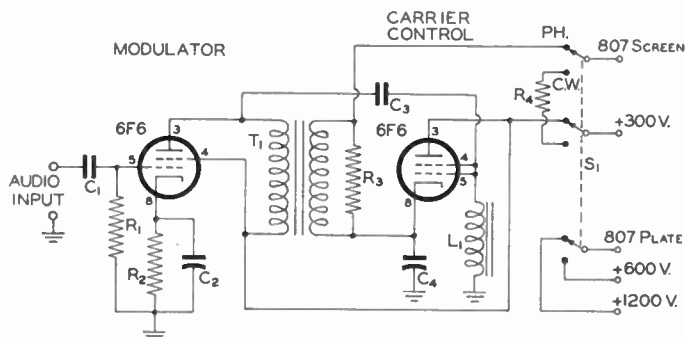 MODULATOR
CARRIER
CONTROL
PH.
807 SCREEN
C.W.
R4
+300 V.
S1
6F6
3
4
5
8
T1
C3
6F6
3
4
5
8
R3
L1
C4
AUDIO
INPUT
C1
R1
R2
C2
807 PLATE
+600 V.
+1200 V.